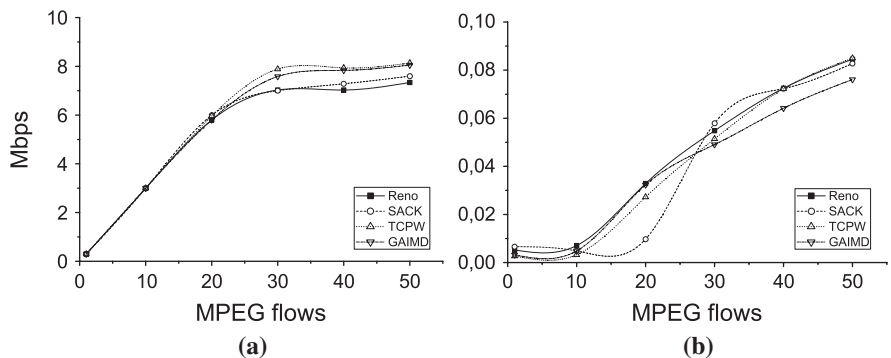 10
8
6
4
2
0
Mbps
0 10 20 30 40 50
MPEG flows
Reno
SACK
TCPW
GAIMD
(a)
0,10
0,08
0,06
0,04
0,02
0,00
0 10 20 30 40 50
MPEG flows
Reno
SACK
TCPW
GAIMD
(b)